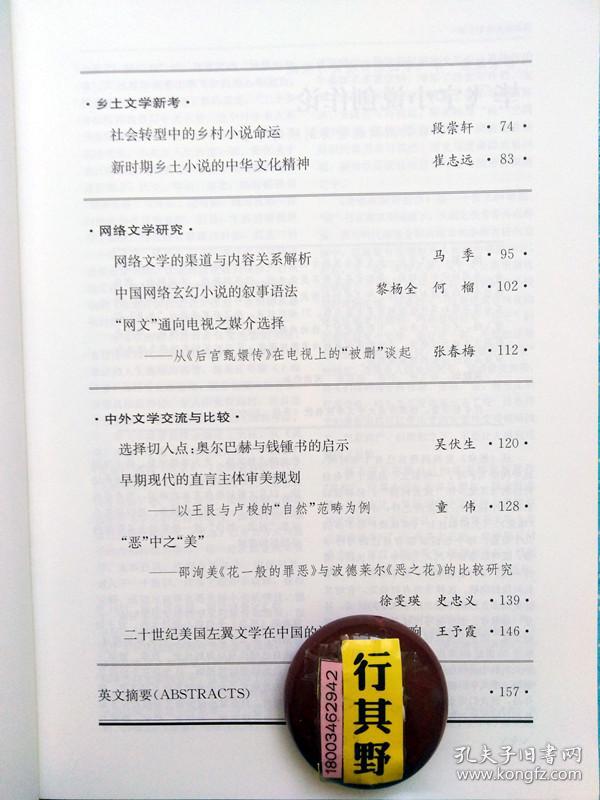 ·乡土文学新考·
社会转型中的乡村小说命运 段崇轩·74·
新时期乡土小说的中华文化精神 崔志远·83·
·网络文学研究·
网络文学的渠道与内容关系解析 马季·95·
中国网络玄幻小说的叙事语法 黎杨全 何榴·102·
“网文”通向电视之媒介选择
——从《后宫甄嬛传》在电视上的“被删”谈起 张春梅·112·
·中外文学交流与比较·
选择切入点:奥尔巴赫与钱锺书的启示 吴伏生·120·
早期现代的直言主体审美规划
——以王艮与卢梭的“自然”范畴为例 童伟·128·
“恶”中之“美”
——邵洵美《花一般的罪恶》与波德莱尔《恶之花》的比较研究
徐雯瑛 史忠义·139·
二十世纪美国左翼文学在中国的 王予霞·146·
英文摘要(ABSTRACTS) ·157·
18003462942
行其野
孔夫子旧书网
www.kongfz.com